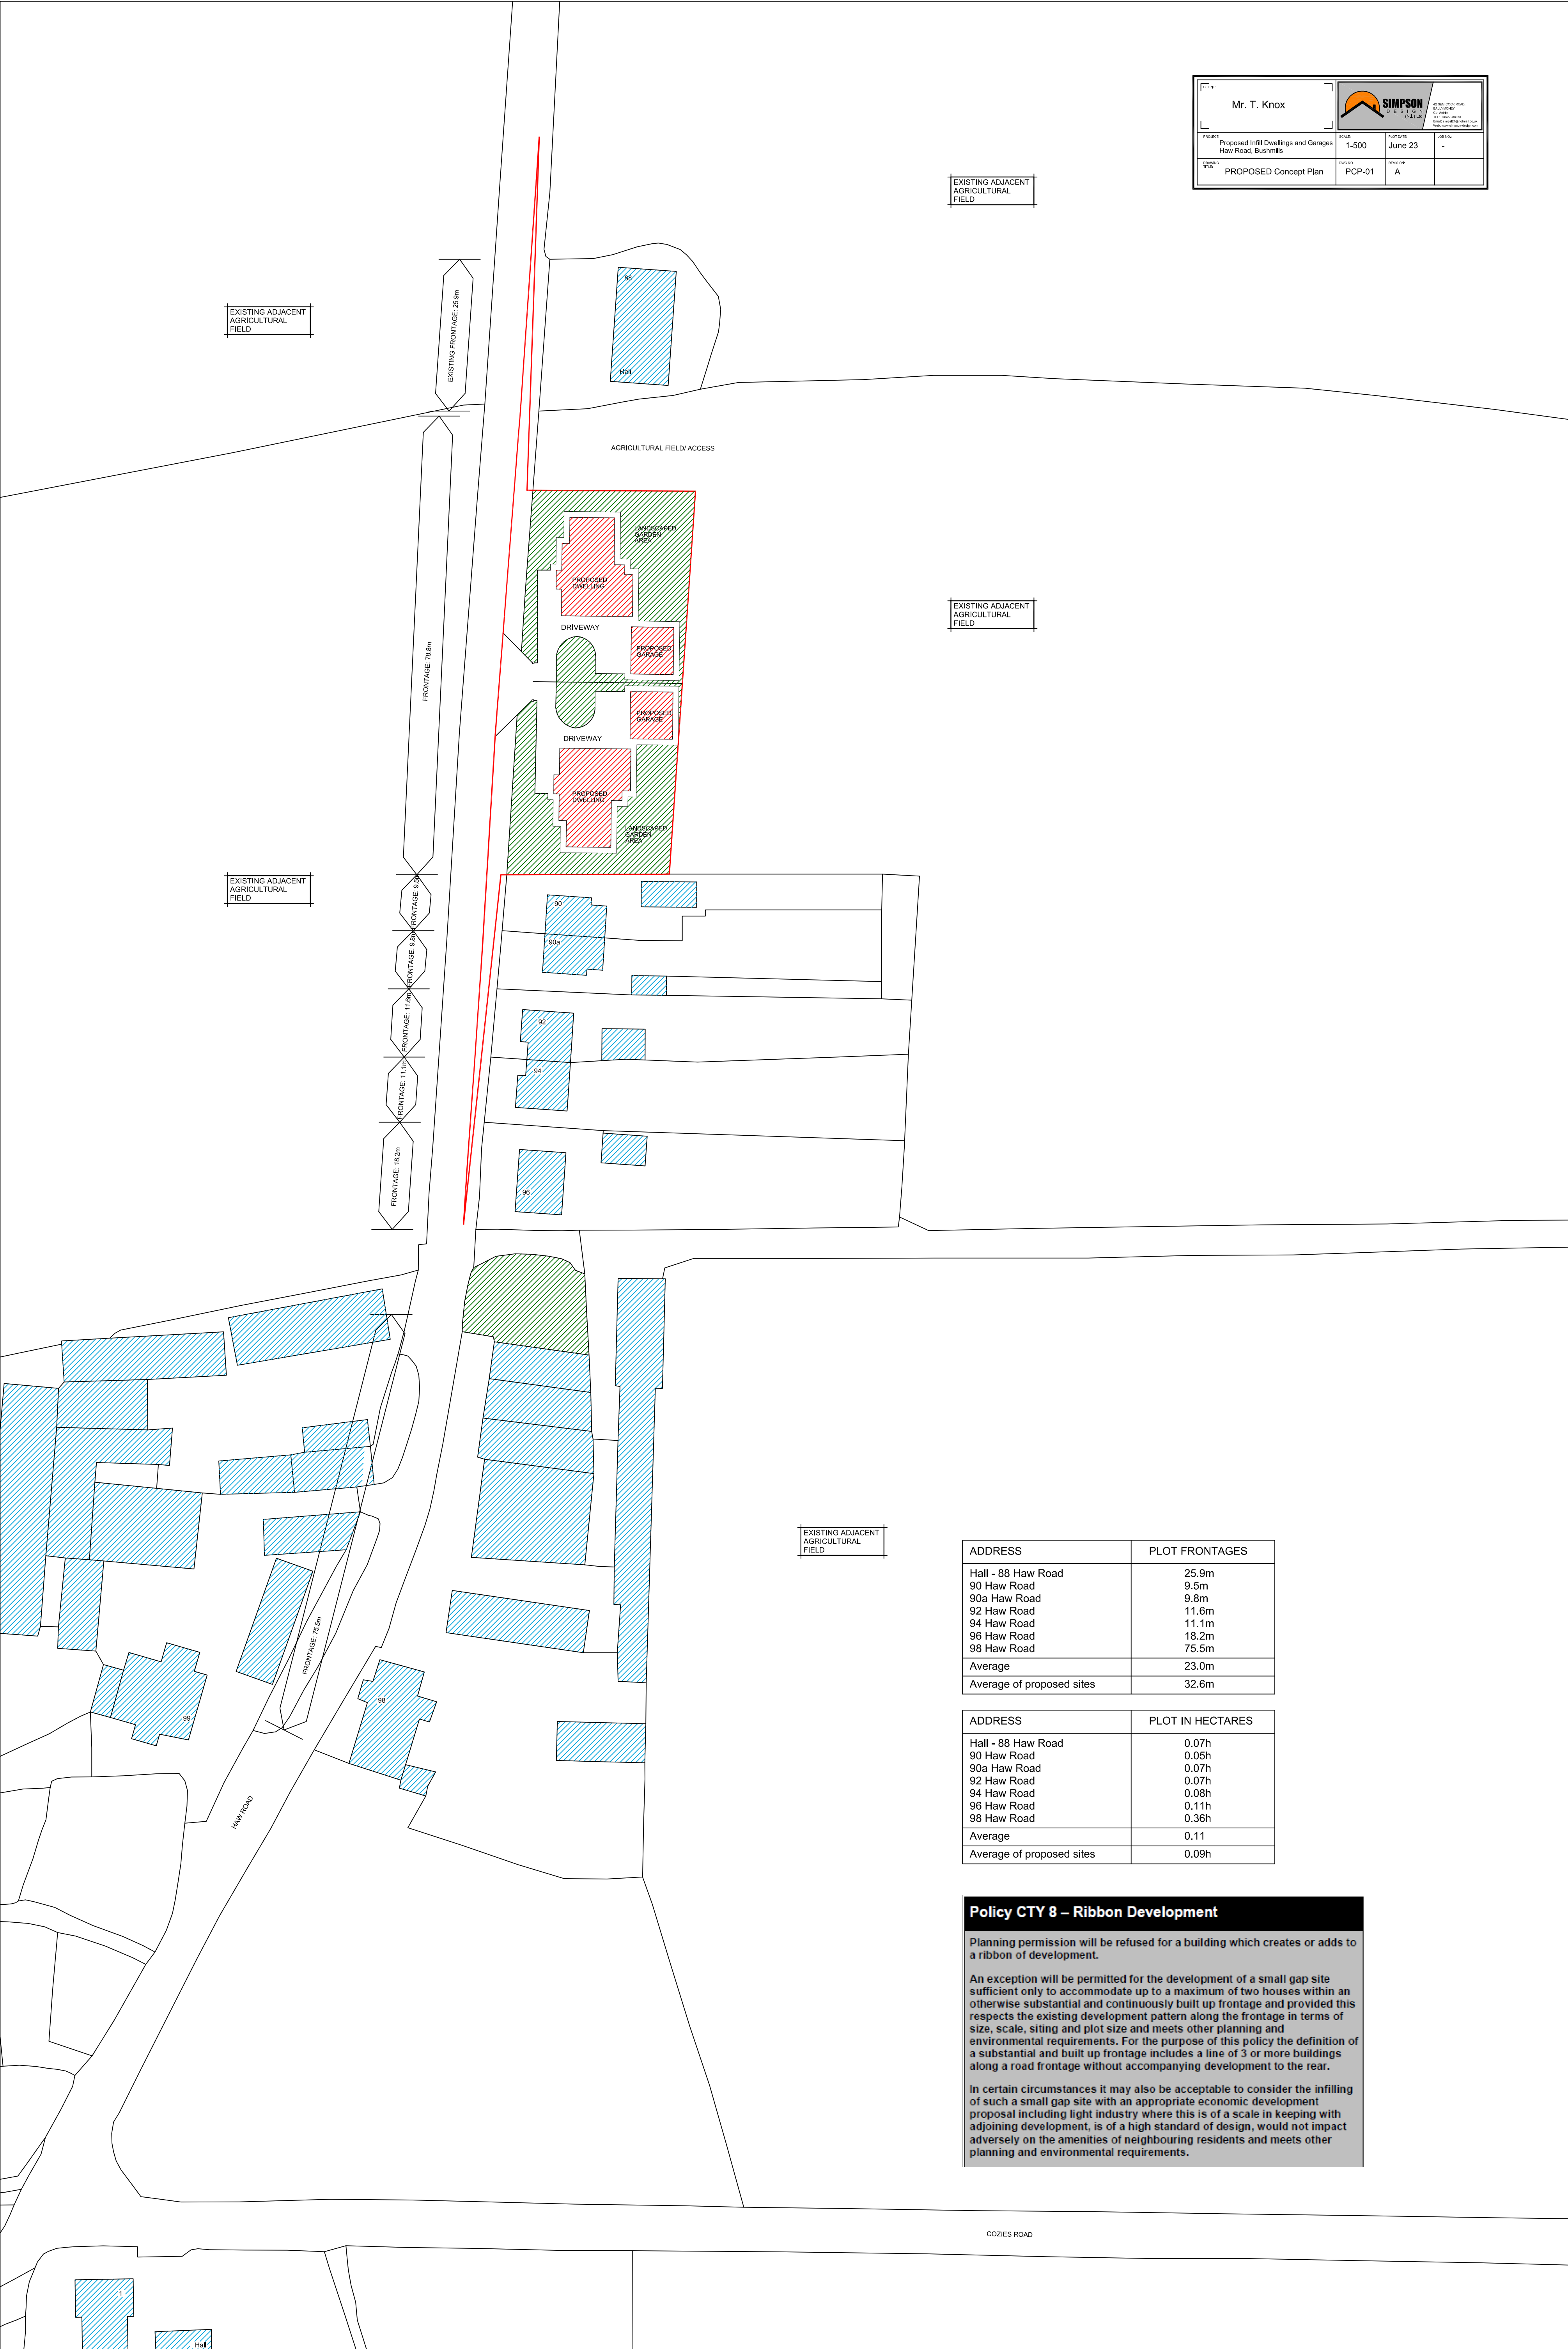 CLIENT:
Mr. T. Knox
SIMPSON
DESIGN
(N.I.) Ltd
PROJECT:
Proposed Infill Dwellings and Garages
Haw Road, Bushmills
SCALE:
1-500
PLOT DATE:
June 23
JOB NO.:
-
DRAWING
TITLE:
PROPOSED Concept Plan
DWG NO.:
PCP-01
REVISION:
A
EXISTING ADJACENT
AGRICULTURAL
FIELD
88
Hall
EXISTING ADJACENT
AGRICULTURAL
FIELD
EXISTING FRONTAGE: 25.9m
AGRICULTURAL FIELD/ ACCESS
LANDSCAPED
GARDEN
AREA
PROPOSED
DWELLING
DRIVEWAY
PROPOSED
GARAGE
FRONTAGE: 78.8m
EXISTING ADJACENT
AGRICULTURAL
FIELD
PROPOSED
GARAGE
DRIVEWAY
PROPOSED
DWELLING
LANDSCAPED
GARDEN
AREA
EXISTING ADJACENT
AGRICULTURAL
FIELD
FRONTAGE: 9.5m
90
FRONTAGE: 9.8m
90a
FRONTAGE: 11.6m
92
FRONTAGE: 11.1m
94
FRONTAGE: 18.2m
96
EXISTING ADJACENT
AGRICULTURAL
FIELD
FRONTAGE: 75.5m
98
99
HAW ROAD
ADDRESS PLOT FRONTAGES
Hall - 88 Haw Road 25.9m
90 Haw Road 9.5m
90a Haw Road 9.8m
92 Haw Road 11.6m
94 Haw Road 11.1m
96 Haw Road 18.2m
98 Haw Road 75.5m
Average 23.0m
Average of proposed sites 32.6m
ADDRESS PLOT IN HECTARES
Hall - 88 Haw Road 0.07h
90 Haw Road 0.05h
90a Haw Road 0.07h
92 Haw Road 0.07h
94 Haw Road 0.08h
96 Haw Road 0.11h
98 Haw Road 0.36h
Average 0.11
Average of proposed sites 0.09h
Policy CTY 8 – Ribbon Development
Planning permission will be refused for a building which creates or adds to
a ribbon of development.
An exception will be permitted for the development of a small gap site
sufficient only to accommodate up to a maximum of two houses within an
otherwise substantial and continuously built up frontage and provided this
respects the existing development pattern along the frontage in terms of
size, scale, siting and plot size and meets other planning and
environmental requirements. For the purpose of this policy the definition of
a substantial and built up frontage includes a line of 3 or more buildings
along a road frontage without accompanying development to the rear.
In certain circumstances it may also be acceptable to consider the infilling
of such a small gap site with an appropriate economic development
proposal including light industry where this is of a scale in keeping with
adjoining development, is of a high standard of design, would not impact
adversely on the amenities of neighbouring residents and meets other
planning and environmental requirements.
COZIES ROAD
1
Hall